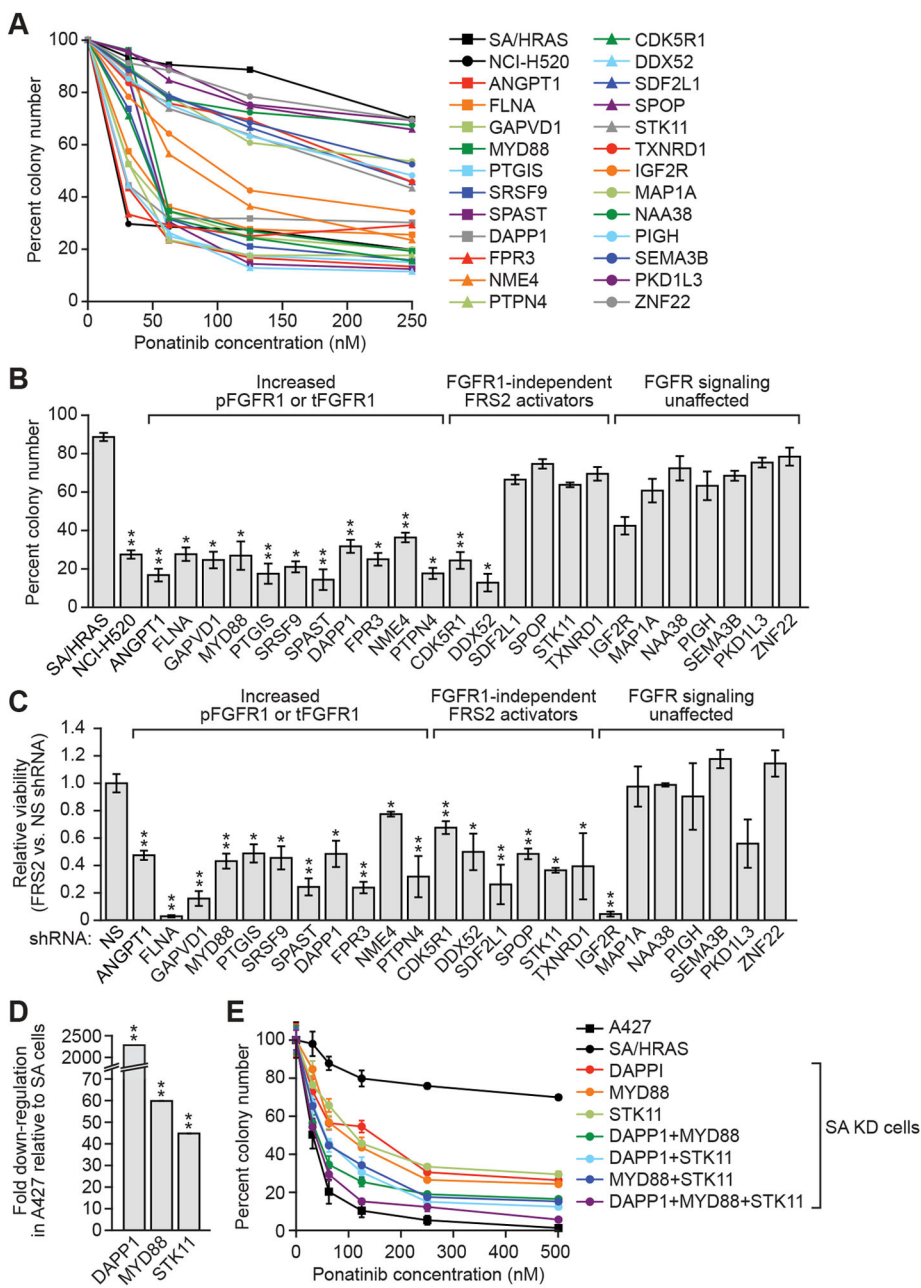 A
Percent colony number
100
80
60
40
20
0
0 50 100 150 200 250
Ponatinib concentration (nM)
SA/HRAS
NCI-H520
ANGPT1
FLNA
GAPVD1
MYD88
PTGIS
SRSF9
SPAST
DAPP1
FPR3
NME4
PTPN4
CDK5R1
DDX52
SDF2L1
SPOP
STK11
TXNRD1
IGF2R
MAP1A
NAA38
PIGH
SEMA3B
PKD1L3
ZNF22
B
Increased
pFGFR1 or tFGFR1
FGFR1-independent
FRS2 activators
FGFR signaling
unaffected
Percent colony number
100
80
60
40
20
0
** ** * * * ** * ** ** * ** * ** *
SA/HRAS
NCI-H520
ANGPT1
FLNA
GAPVD1
MYD88
PTGIS
SRSF9
SPAST
DAPP1
FPR3
NME4
PTPN4
CDK5R1
DDX52
SDF2L1
SPOP
STK11
TXNRD1
IGF2R
MAP1A
NAA38
PIGH
SEMA3B
PKD1L3
ZNF22
C
Increased
pFGFR1 or tFGFR1
FGFR1-independent
FRS2 activators
FGFR signaling
unaffected
Relative viability
(FRS2 vs. NS shRNA)
1.4
1.2
1.0
0.8
0.6
0.4
0.2
0
** ** ** ** * * ** * ** * ** ** * ** ** * * **
shRNA:
NS
ANGPT1
FLNA
GAPVD1
MYD88
PTGIS
SRSF9
SPAST
DAPP1
FPR3
NME4
PTPN4
CDK5R1
DDX52
SDF2L1
SPOP
STK11
TXNRD1
IGF2R
MAP1A
NAA38
PIGH
SEMA3B
PKD1L3
ZNF22
D
Fold down-regulation
in A427 relative to SA cells
2500
2000
60
45
30
15
0
** ** **
DAPP1
MYD88
STK11
E
Percent colony number
100
80
60
40
20
0
0 100 200 300 400 500
Ponatinib concentration (nM)
A427
SA/HRAS
DAPPI
MYD88
STK11
DAPP1+MYD88
DAPP1+STK11
MYD88+STK11
DAPP1+MYD88+STK11
SA KD cells